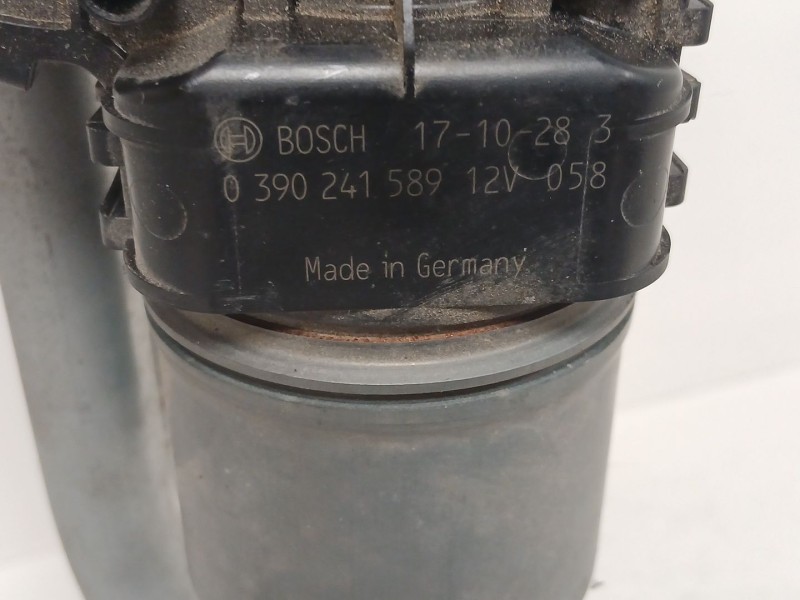 BOSCH 17-10-28 3
0 390 241 589 12V 058
Made in Germany